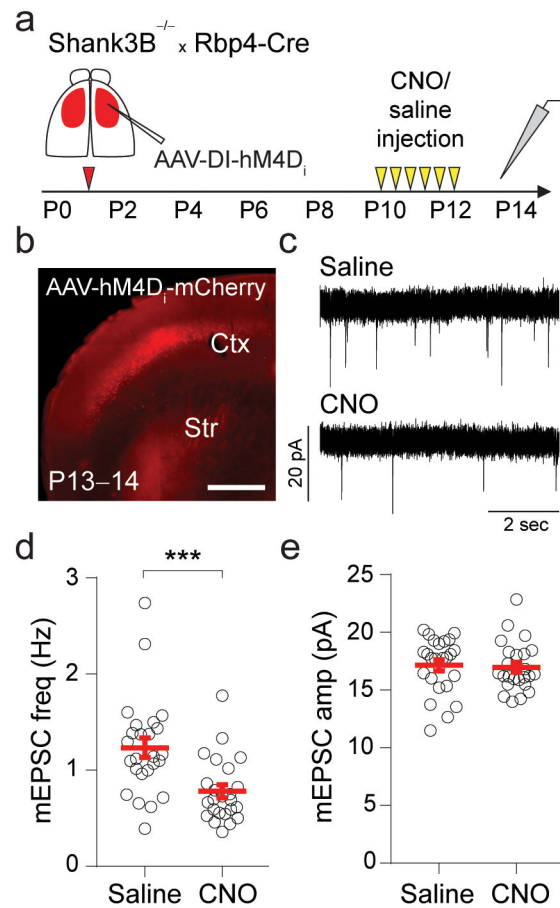 a
Shank3B−/− x Rbp4-Cre
CNO/
saline
injection
AAV-DI-hM4Di
P0 P2 P4 P6 P8 P10 P12 P14
b
AAV-hM4Di-mCherry
Ctx
Str
P13–14
c
Saline
CNO
20 pA
2 sec
d
***
mEPSC freq (Hz)
3
2
1
0
Saline CNO
e
mEPSC amp (pA)
25
20
15
10
5
0
Saline CNO